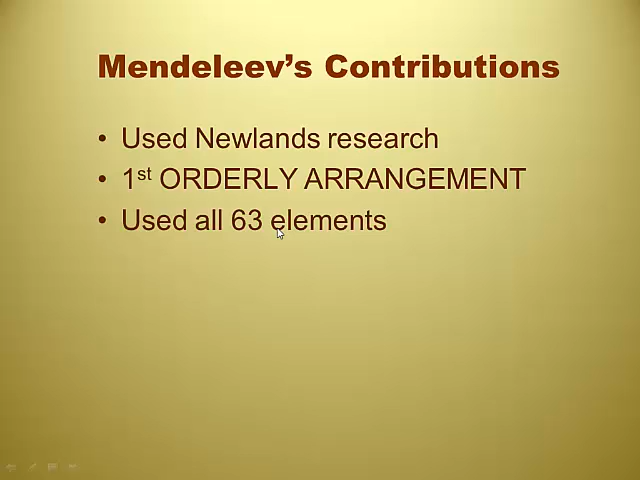 Mendeleev's Contributions
• Used Newlands research
• 1st ORDERLY ARRANGEMENT
• Used all 63 elements